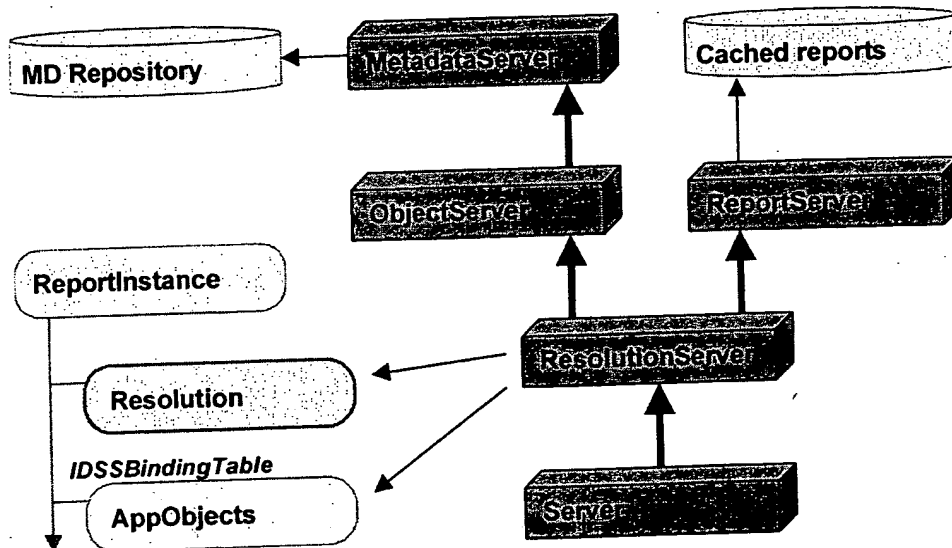 MD Repository
MetadataServer
Cached reports
ObjectServer
ReportServer
ReportInstance
ResolutionServer
Resolution
IDSSBindingTable
AppObjects
Server